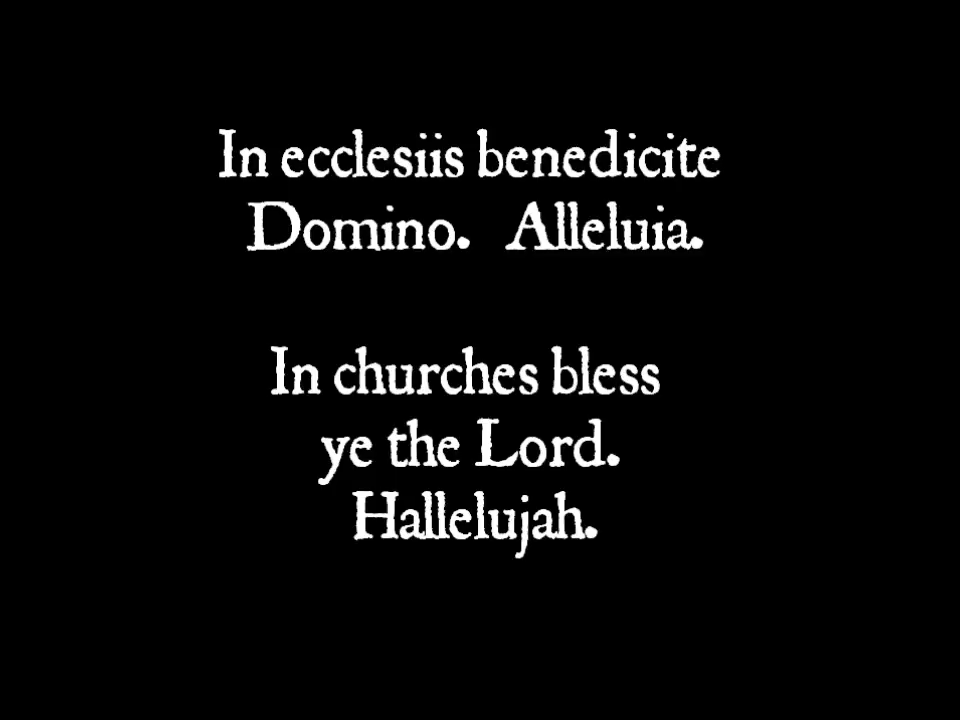 In ecclesiis benedicite
Domino. Alleluia.
In churches bless
ye the Lord.
Hallelujah.